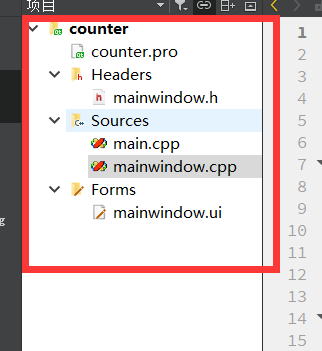 项目
counter
counter.pro
Headers
mainwindow.h
Sources
main.cpp
mainwindow.cpp
Forms
mainwindow.ui
g
1
2
3
4
5
6
7
8
9
10
11
12
13
14
15